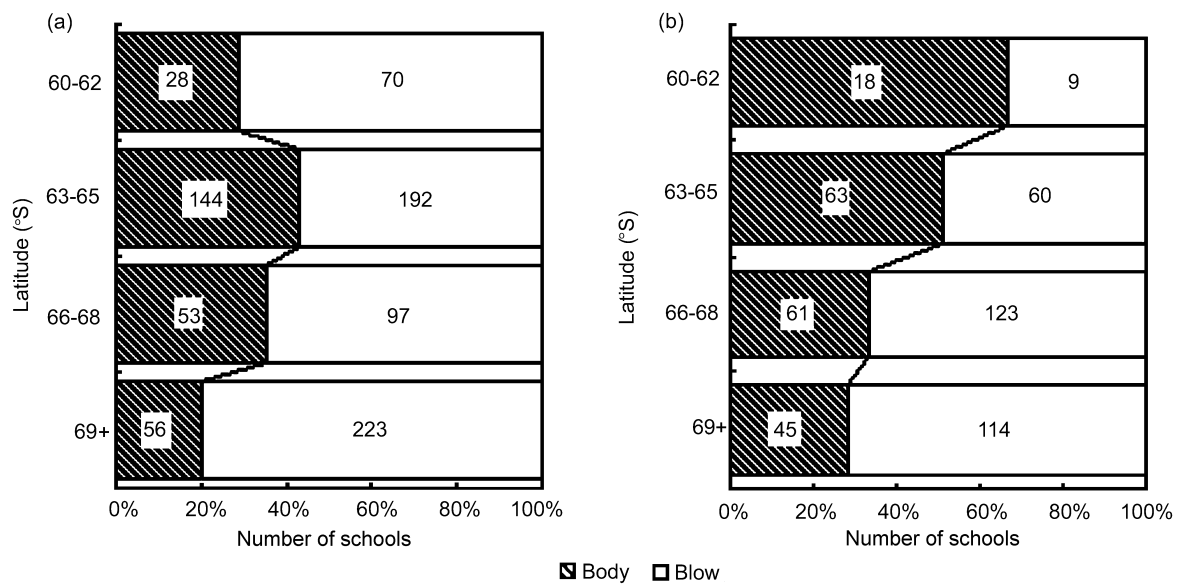 (a)
60-62
28
70
63-65
144
192
66-68
53
97
69+
56
223
Latitude (°S)
0% 20% 40% 60% 80% 100%
Number of schools
(b)
60-62
18
9
63-65
63
60
66-68
61
123
69+
45
114
Latitude (°S)
0% 20% 40% 60% 80% 100%
Number of schools
Body Blow